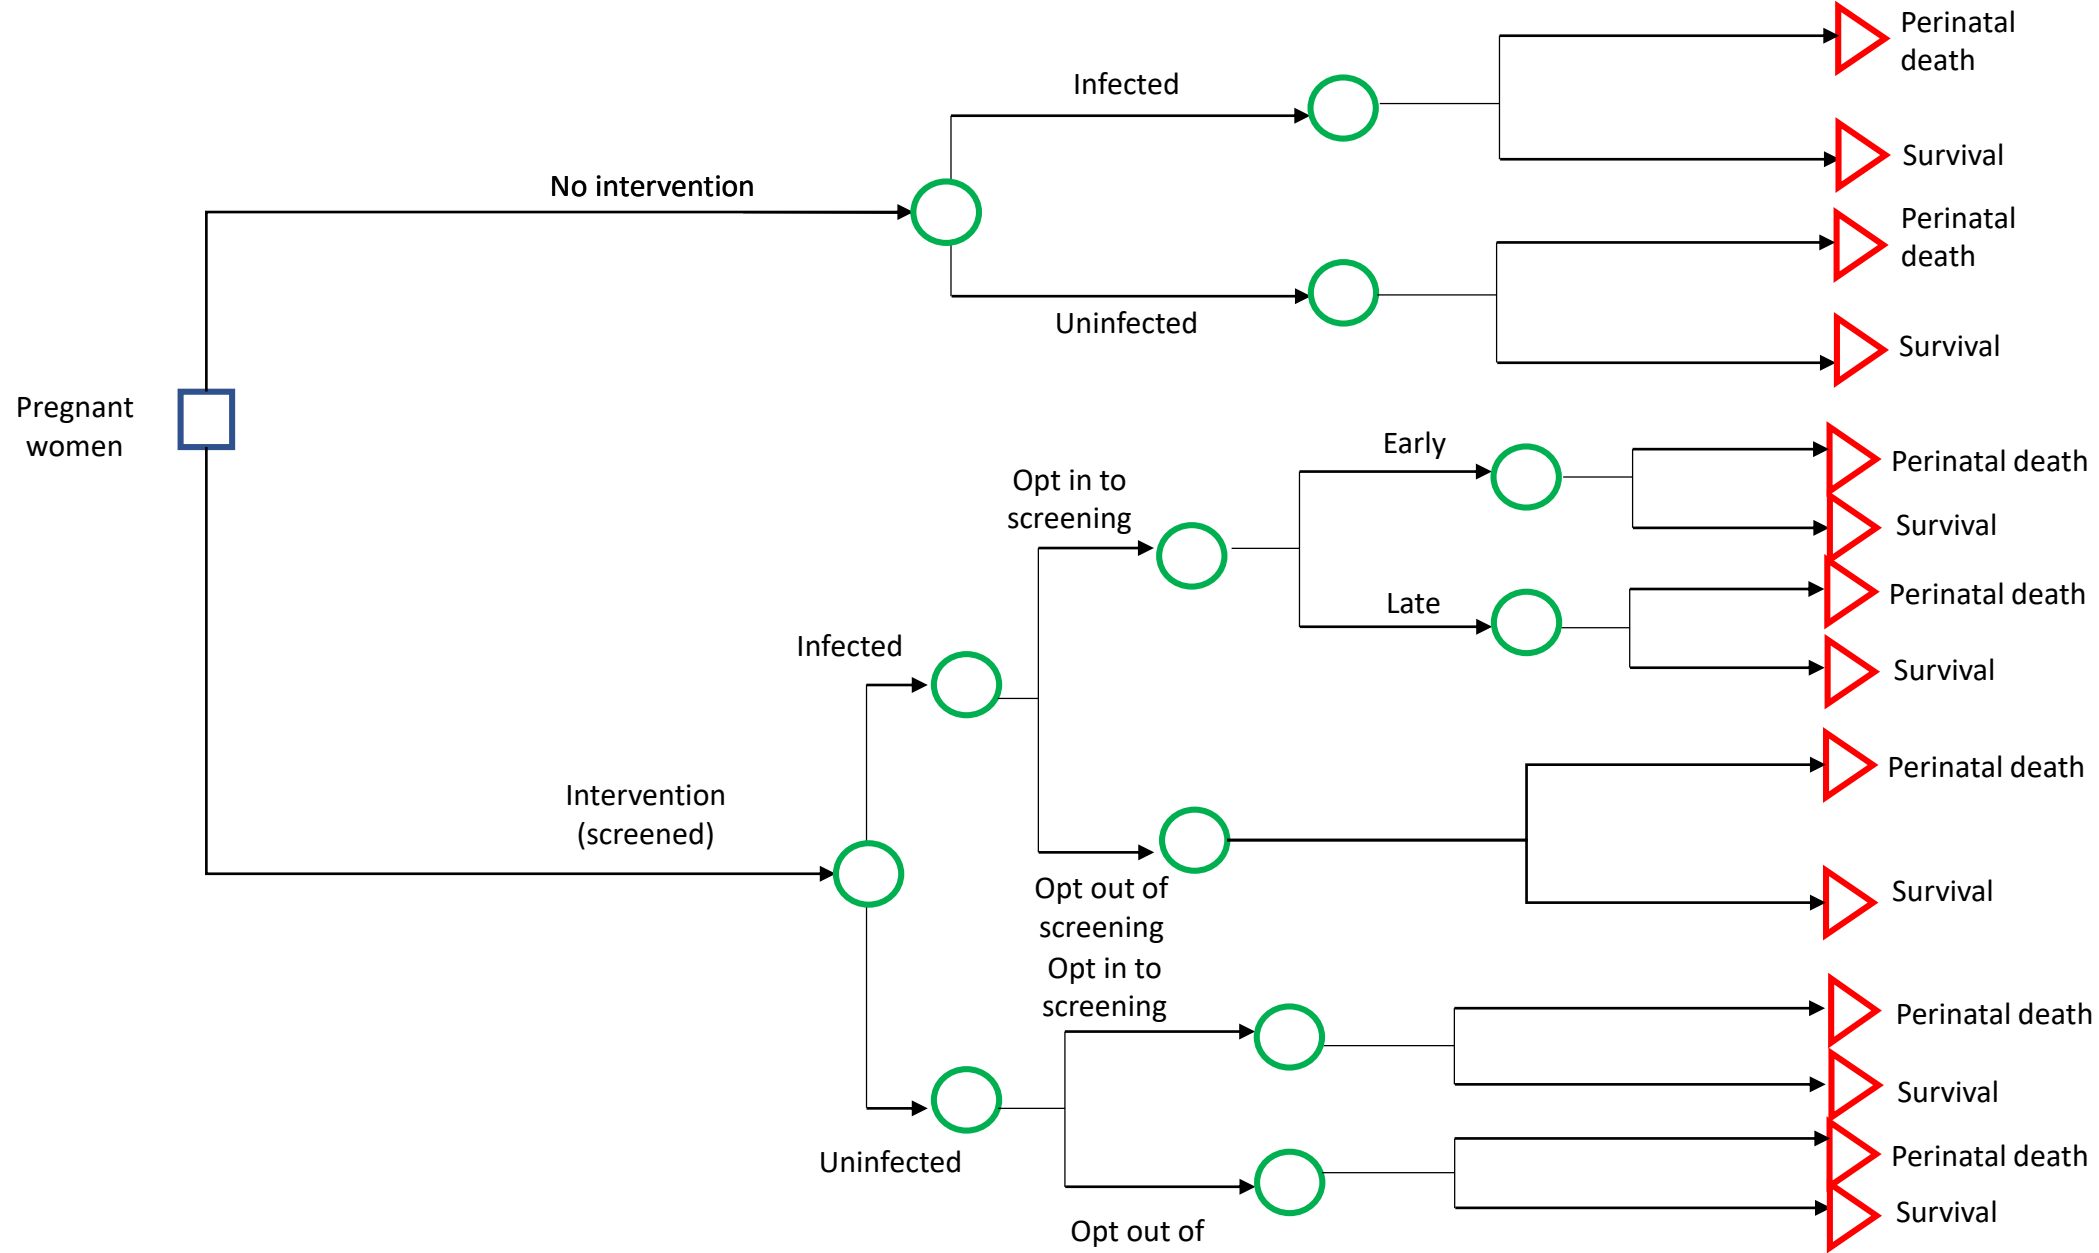 Perinatal
death
Infected
Survival
No intervention
Perinatal
death
Uninfected
Survival
Pregnant
women
Early
Perinatal death
Opt in to
screening
Survival
Late
Perinatal death
Infected
Survival
Perinatal death
Intervention
(screened)
Opt out of
screening
Survival
Opt in to
screening
Perinatal death
Survival
Uninfected
Perinatal death
Survival
Opt out of